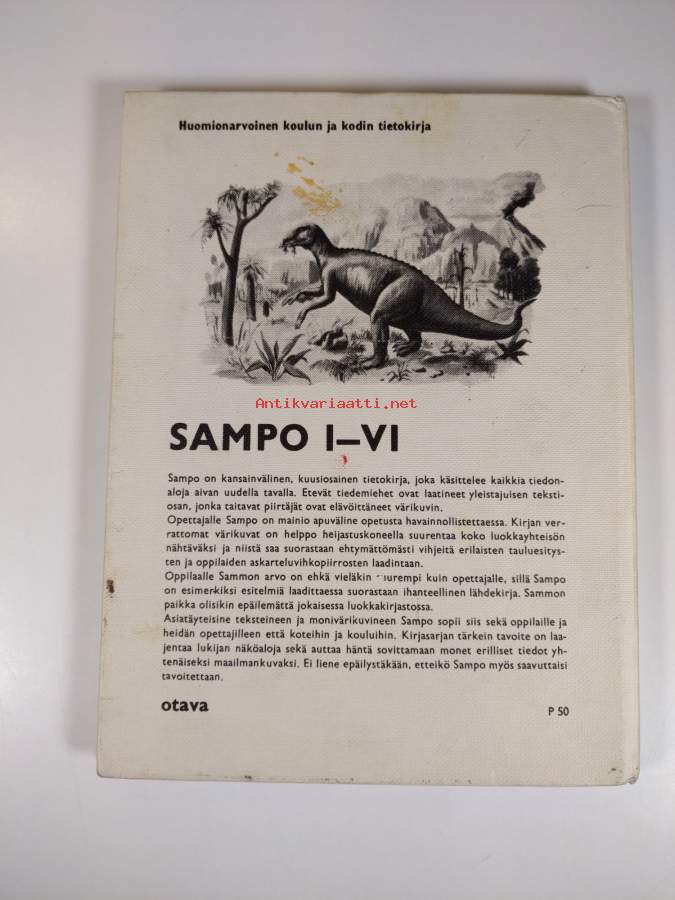 Huomionarvoinen koulun ja kodin tietokirja
Antikvariaatti.net
SAMPO I—VI
Sampo on kansainvälinen, kuusiosainen tietokirja, joka käsittelee kaikkia tiedon-
aloja aivan uudella tavalla. Etevät tiedemiehet ovat laatineet yleistajuisen teksti-
osan, jonka taitavat piirtäjät ovat elävöittäneet värikuvin.
Opettajalle Sampo on mainio apuväline opetusta havainnollistettaessa. Kirjan ver-
rattomat värikuvat on helppo heijastuskoneella suurentaa koko luokkayhteisön
nähtäväksi ja niistä saa suorastaan ehtymättömästi vihjeitä erilaisten tauluesitys-
ten ja oppilaiden askarteluvihkopiirrosten laadintaan.
Oppilaalle Sammon arvo on ehkä vieläkin suurempi kuin opettajalle, sillä Sampo
on esimerkiksi esitelmiä laadittaessa suorastaan ihanteellinen lähdekirja. Sammon
paikka olisikin epäilemättä jokaisessa luokkakirjastossa.
Asiatäyteisine teksteineen ja monivärikuvineen Sampo sopii siis sekä oppilaille ja
heidän opettajilleen että koteihin ja kouluihin. Kirjasarjan tärkein tavoite on laa-
jentaa lukijan näköaloja sekä auttaa häntä sovittamaan monet erilliset tiedot yh-
tenäiseksi maailmankuvaksi. Ei liene epäilystäkään, etteikö Sampo myös saavuttaisi
tavoitettaan.
otava
P 50